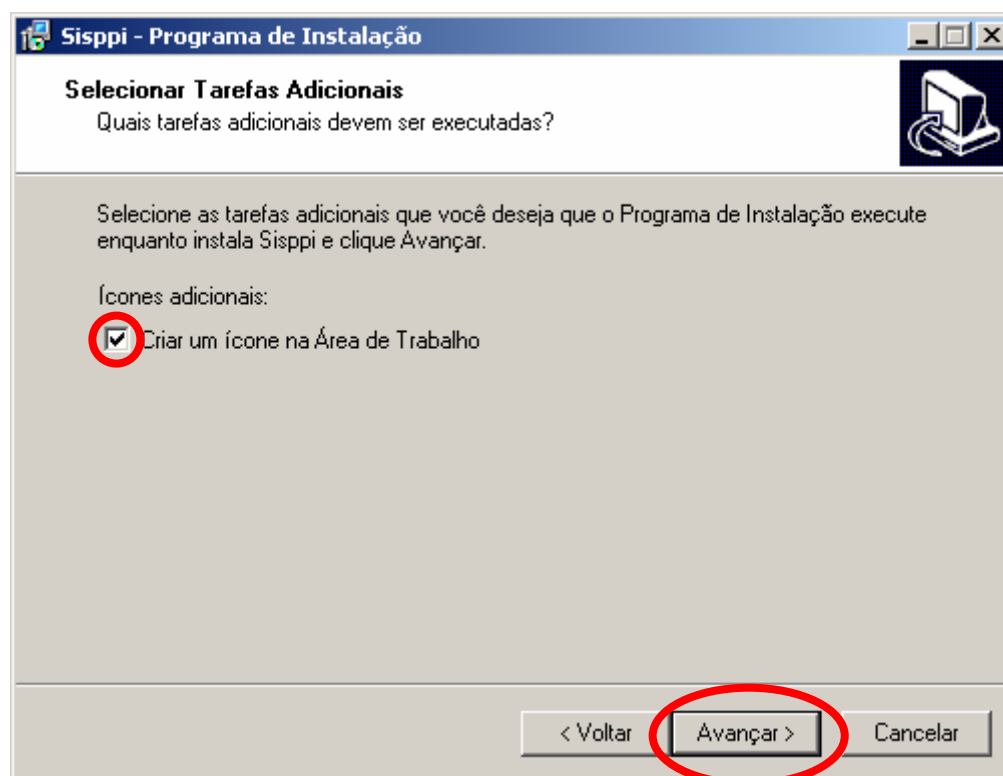 Sisppi - Programa de Instalação
Selecionar Tarefas Adicionais
Quais tarefas adicionais devem ser executadas?
Selecione as tarefas adicionais que você deseja que o Programa de Instalação execute
enquanto instala Sisppi e clique Avançar.
Ícones adicionais:
Criar um ícone na Área de Trabalho
< Voltar
Avançar >
Cancelar